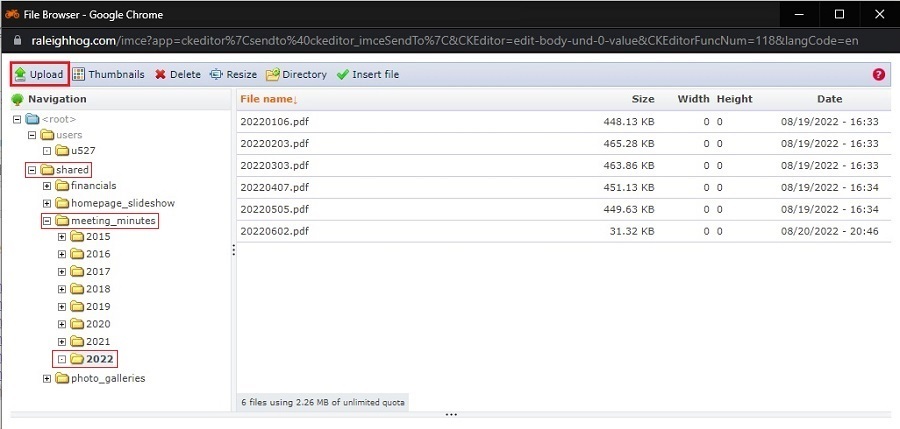 File Browser - Google Chrome
raleighhog.com/imce?app=ckeditor%7Csendto%40ckeditor_imceSendTo%7C&CKEditor=edit-body-und-0-value&CKEditorFuncNum=118&langCode=en
Upload Thumbnails Delete Resize Directory Insert file ?
Navigation
<root>
users
u527
shared
financials
homepage_slideshow
meeting_minutes
2015
2016
2017
2018
2019
2020
2021
2022
photo_galleries
File name↓ Size Width Height Date
20220106.pdf 448.13 KB 0 0 08/19/2022 - 16:33
20220203.pdf 465.28 KB 0 0 08/19/2022 - 16:33
20220303.pdf 463.86 KB 0 0 08/19/2022 - 16:33
20220407.pdf 451.13 KB 0 0 08/19/2022 - 16:34
20220505.pdf 449.63 KB 0 0 08/19/2022 - 16:34
20220602.pdf 31.32 KB 0 0 08/20/2022 - 20:46
6 files using 2.26 MB of unlimited quota